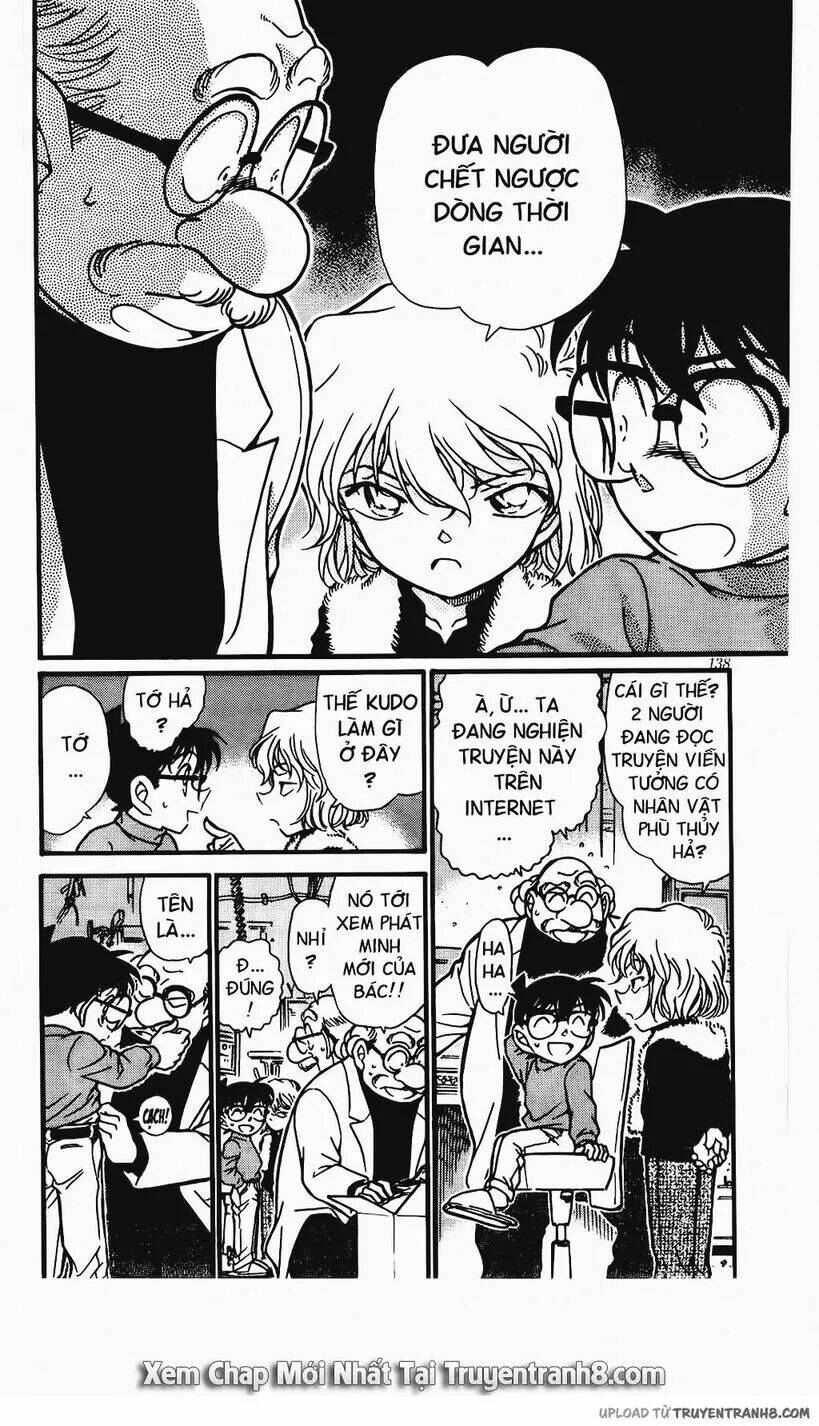 ĐƯA NGƯỜI
CHẾT NGƯỢC
DÒNG THỜI
GIAN...
138
CÁI GÌ THẾ?
2 NGƯỜI
ĐANG ĐỌC
TRUYỆN VIỄN
TƯỞNG CÓ
NHÂN VẬT
PHÙ THỦY
HẢ?
À, Ừ... TA
ĐANG NGHIỆN
TRUYỆN NÀY
TRÊN
INTERNET
...
HA
HA
...
THẾ KUDO
LÀM GÌ
Ở ĐÂY
?
TỚ HẢ
?
TỚ
...
NÓ TỚI
XEM PHÁT
MINH
MỚI CỦA
BÁC!!
NHỈ
?
Đ...
ĐÚNG
!
TÊN
LÀ...
CẠCH!
Xem Chap Mới Nhất Tại Truyentranh8.com
UPLOAD TỪ TRUYENTRANH8.COM